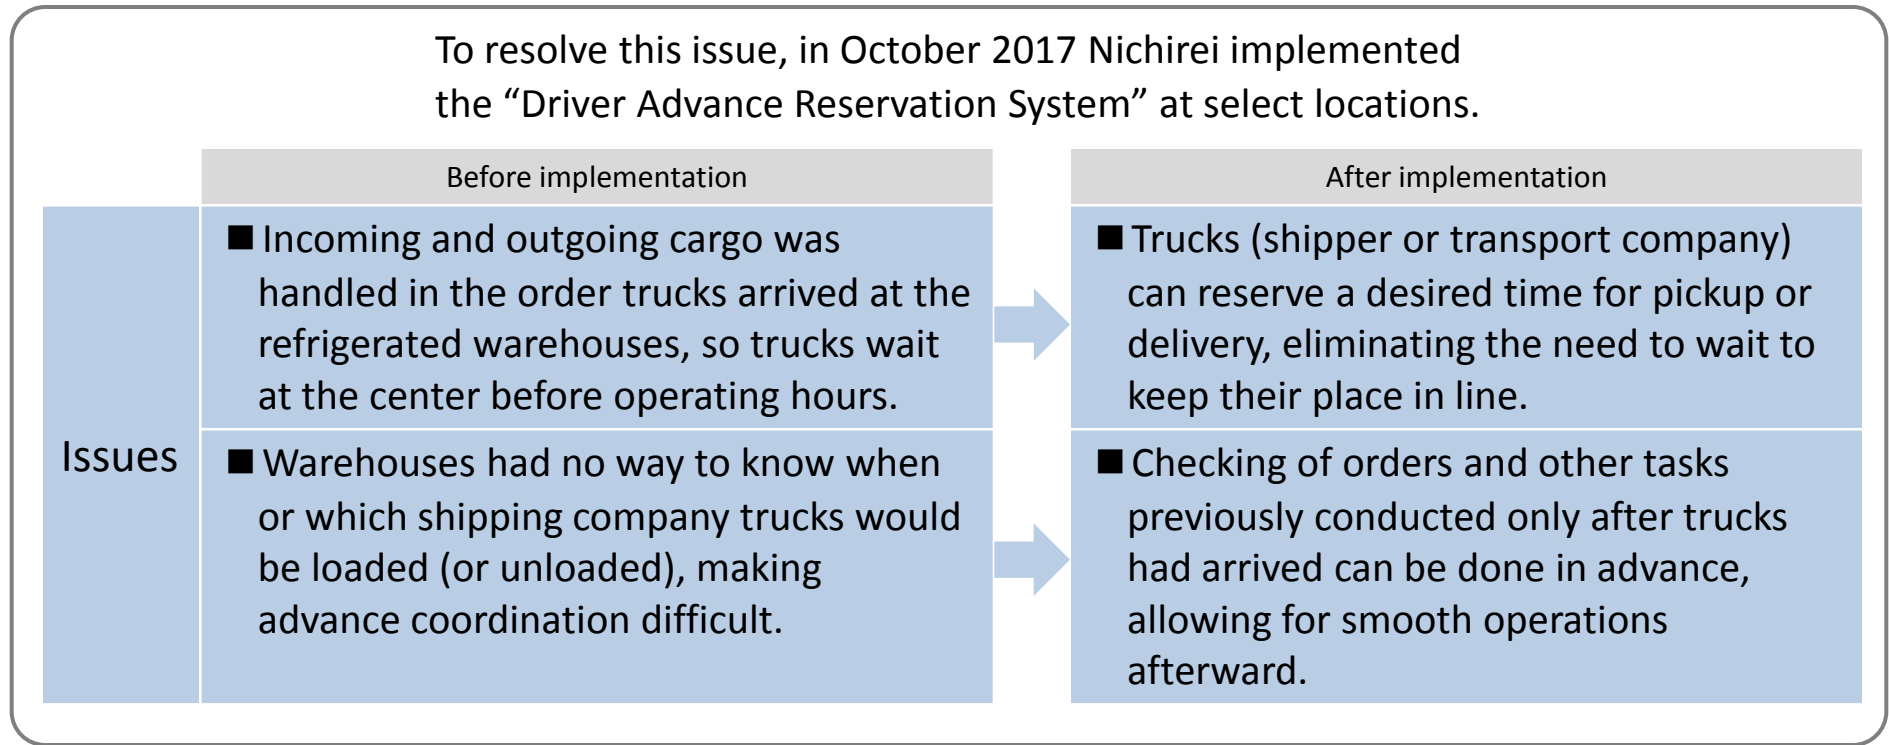 To resolve this issue, in October 2017 Nichirei implemented
the “Driver Advance Reservation System” at select locations.
Before implementation
After implementation
Issues
■ Incoming and outgoing cargo was
handled in the order trucks arrived at the
refrigerated warehouses, so trucks wait
at the center before operating hours.
■ Trucks (shipper or transport company)
can reserve a desired time for pickup or
delivery, eliminating the need to wait to
keep their place in line.
■ Warehouses had no way to know when
or which shipping company trucks would
be loaded (or unloaded), making
advance coordination difficult.
■ Checking of orders and other tasks
previously conducted only after trucks
had arrived can be done in advance,
allowing for smooth operations
afterward.